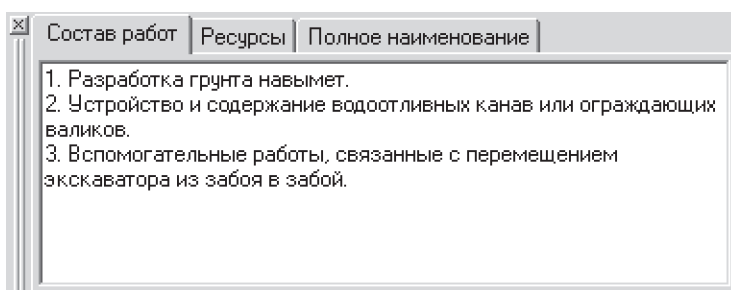 Состав работ Ресурсы Полное наименование
1. Разработка грунта навымет.
2. Устройство и содержание водоотливных канав или ограждающих
валиков.
3. Вспомогательные работы, связанные с перемещением
экскаватора из забоя в забой.